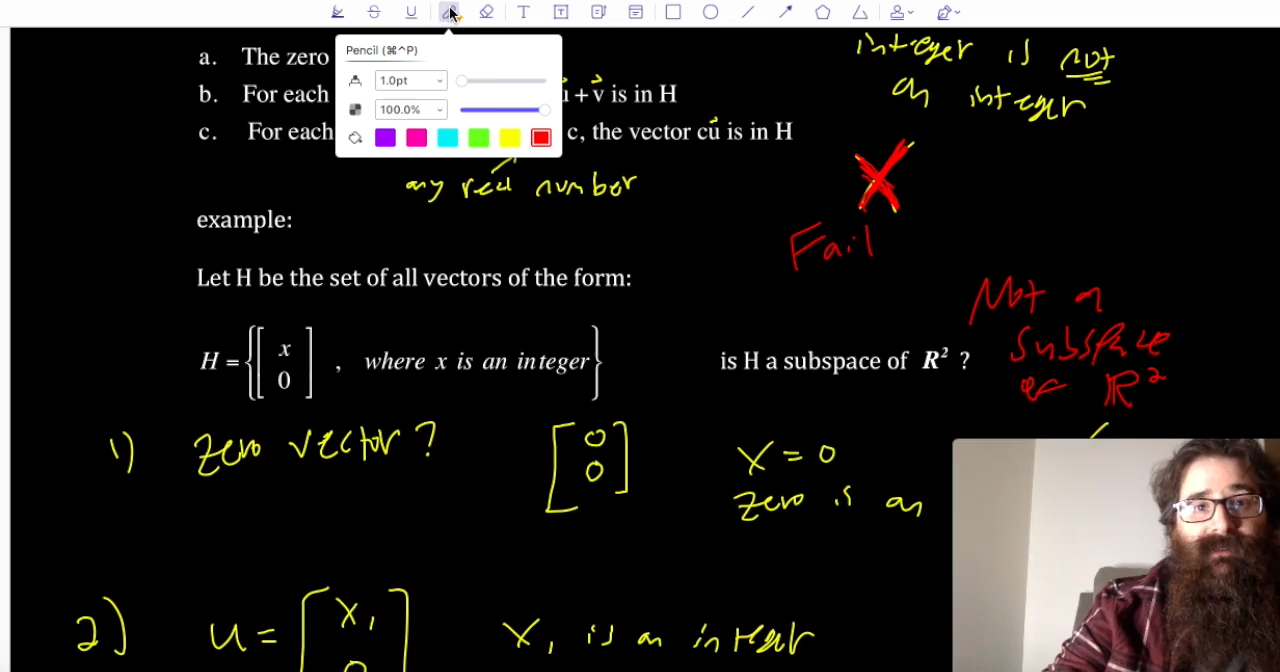 Pencil (⌘^P)
1.0pt
100.0%
a. The zero
b. For each + v is in H
c. For each c, the vector cu is in H
integer is not
an integer
any real number
example:
Fail
Let H be the set of all vectors of the form:
Not a
subspace
of R²
H = {[x 0] , where x is an integer} is H a subspace of R² ?
1) zero vector? [0 0] x = 0
zero is an
2) u = [x₁ x₁ is an integer